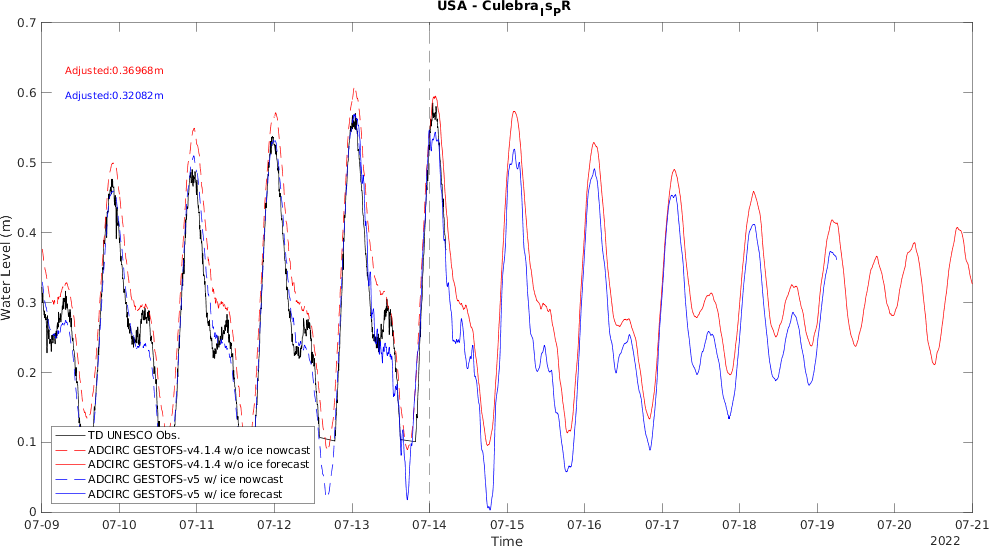 USA - Culebra_Is_PR
0.7
0.6
0.5
0.4
0.3
0.2
0.1
0
Water Level (m)
Adjusted:0.36968m
Adjusted:0.32082m
TD UNESCO Obs.
ADCIRC GESTOFS-v4.1.4 w/o ice nowcast
ADCIRC GESTOFS-v4.1.4 w/o ice forecast
ADCIRC GESTOFS-v5 w/ ice nowcast
ADCIRC GESTOFS-v5 w/ ice forecast
07-09 07-10 07-11 07-12 07-13 07-14 07-15 07-16 07-17 07-18 07-19 07-20 07-21
Time
2022